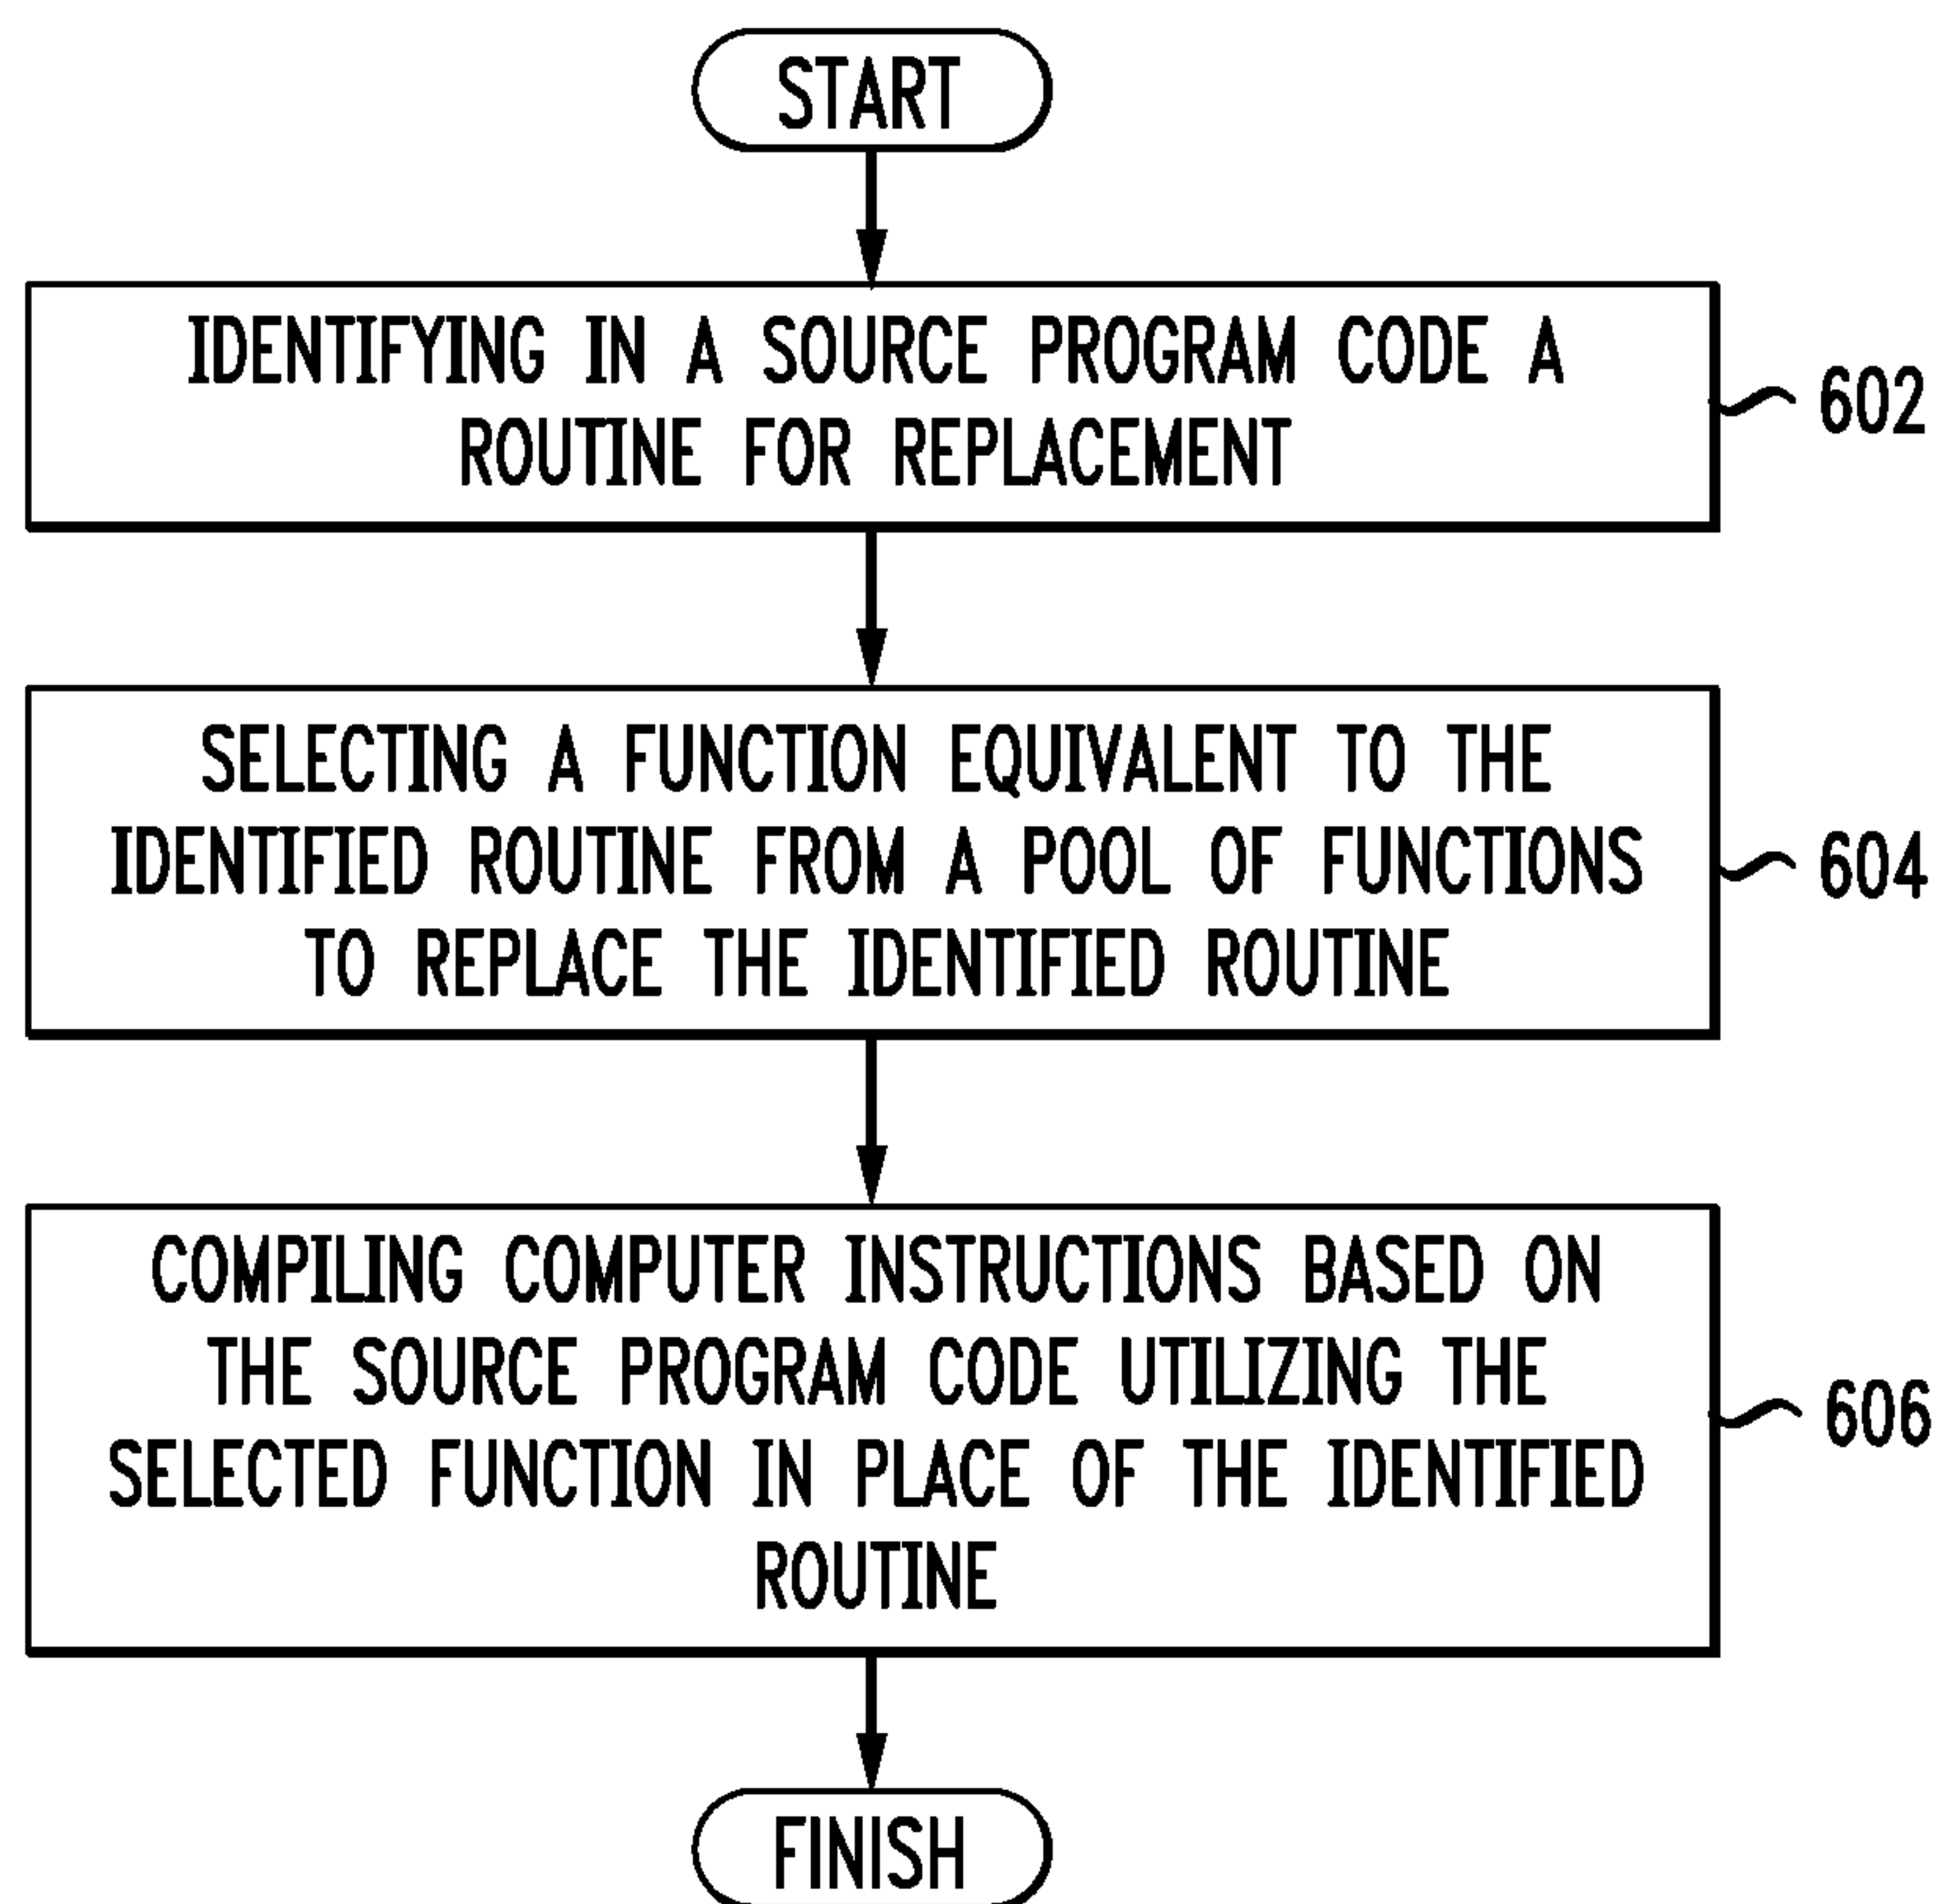 START
IDENTIFYING IN A SOURCE PROGRAM CODE A
ROUTINE FOR REPLACEMENT
602
SELECTING A FUNCTION EQUIVALENT TO THE
IDENTIFIED ROUTINE FROM A POOL OF FUNCTIONS
TO REPLACE THE IDENTIFIED ROUTINE
604
COMPILING COMPUTER INSTRUCTIONS BASED ON
THE SOURCE PROGRAM CODE UTILIZING THE
SELECTED FUNCTION IN PLACE OF THE IDENTIFIED
ROUTINE
606
FINISH